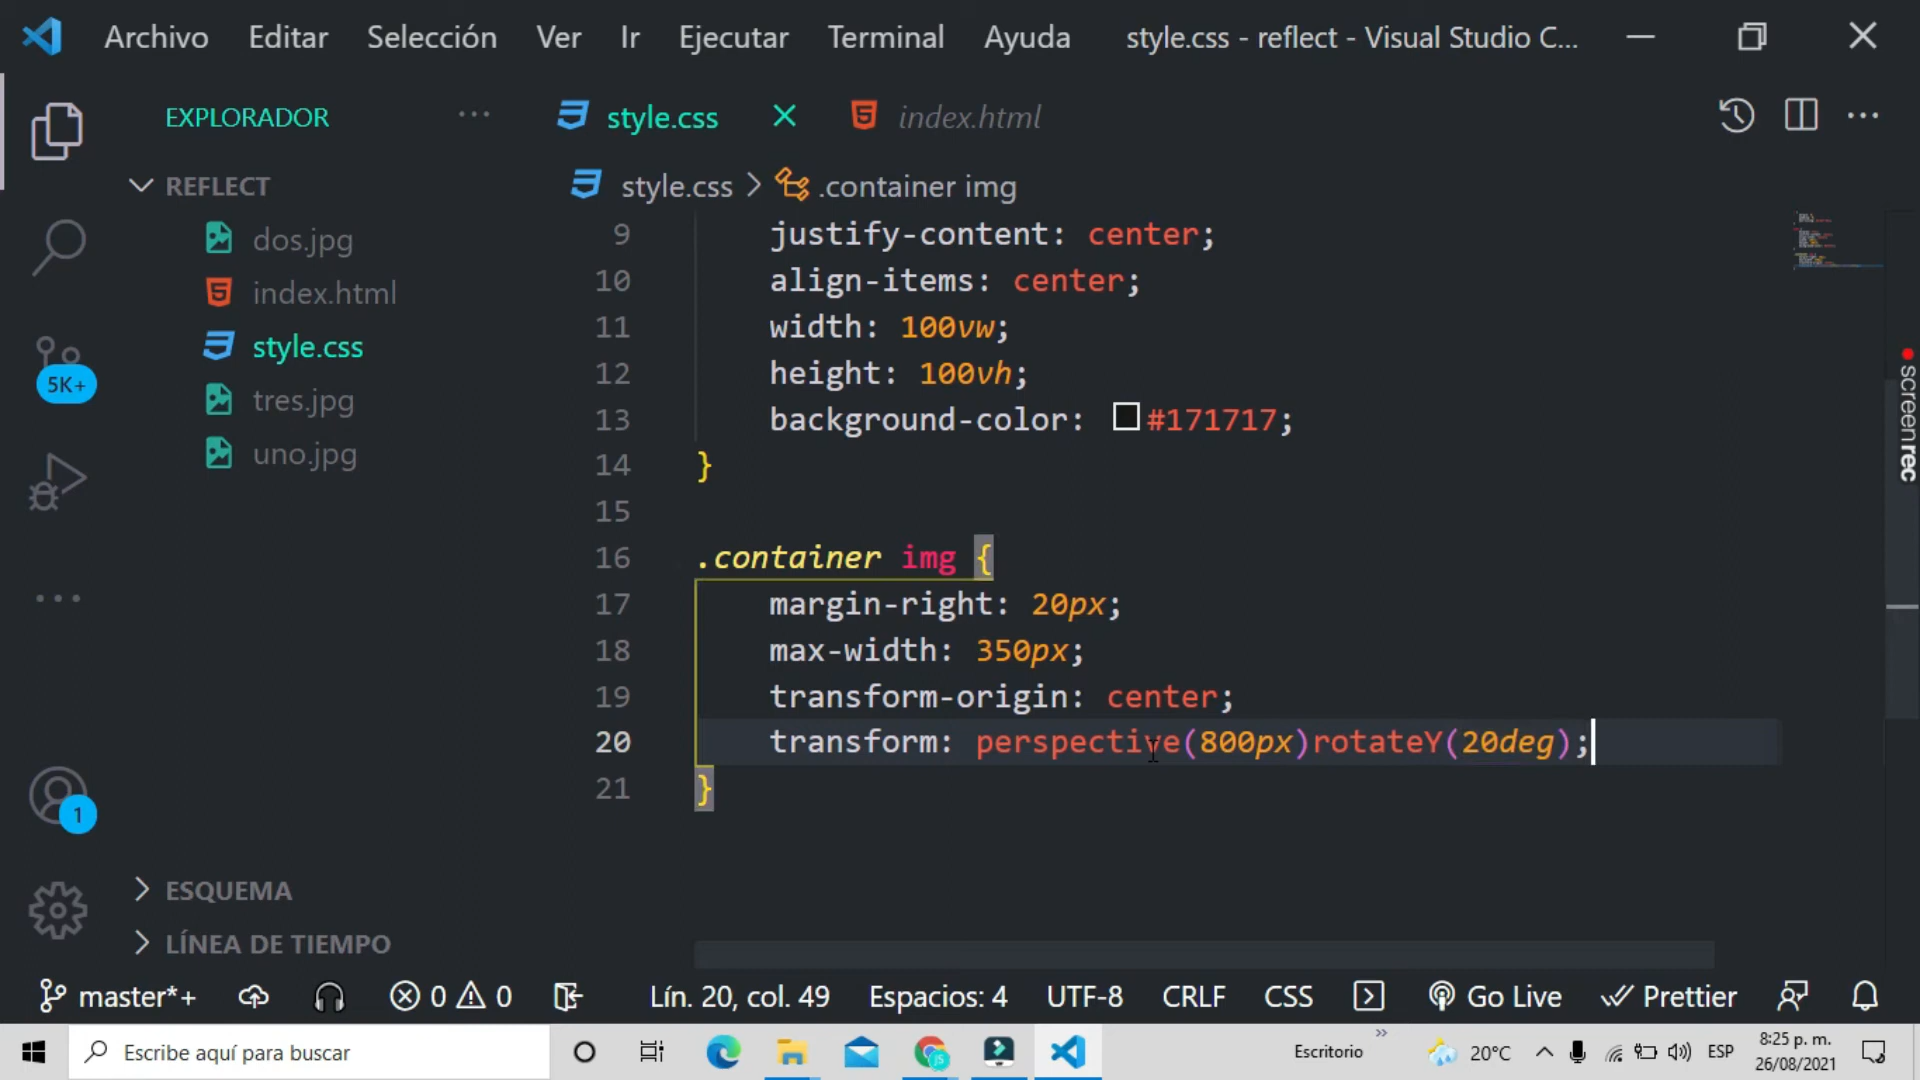 Archivo Editar Selección Ver Ir Ejecutar Terminal Ayuda style.css - reflect - Visual Studio C...
EXPLORADOR ...
style.css
index.html
REFLECT
dos.jpg
index.html
style.css
tres.jpg
uno.jpg
5K+
1
ESQUEMA
LÍNEA DE TIEMPO
style.css > .container img
9 justify-content: center;
10 align-items: center;
11 width: 100vw;
12 height: 100vh;
13 background-color: #171717;
14 }
15
16 .container img {
17 margin-right: 20px;
18 max-width: 350px;
19 transform-origin: center;
20 transform: perspective(800px)rotateY(20deg);
21 }
screenrec
master*+ 0 0 Lín. 20, col. 49 Espacios: 4 UTF-8 CRLF CSS Go Live Prettier
Escribe aquí para buscar
Escritorio
20°C
ESP
8:25 p. m.
26/08/2021